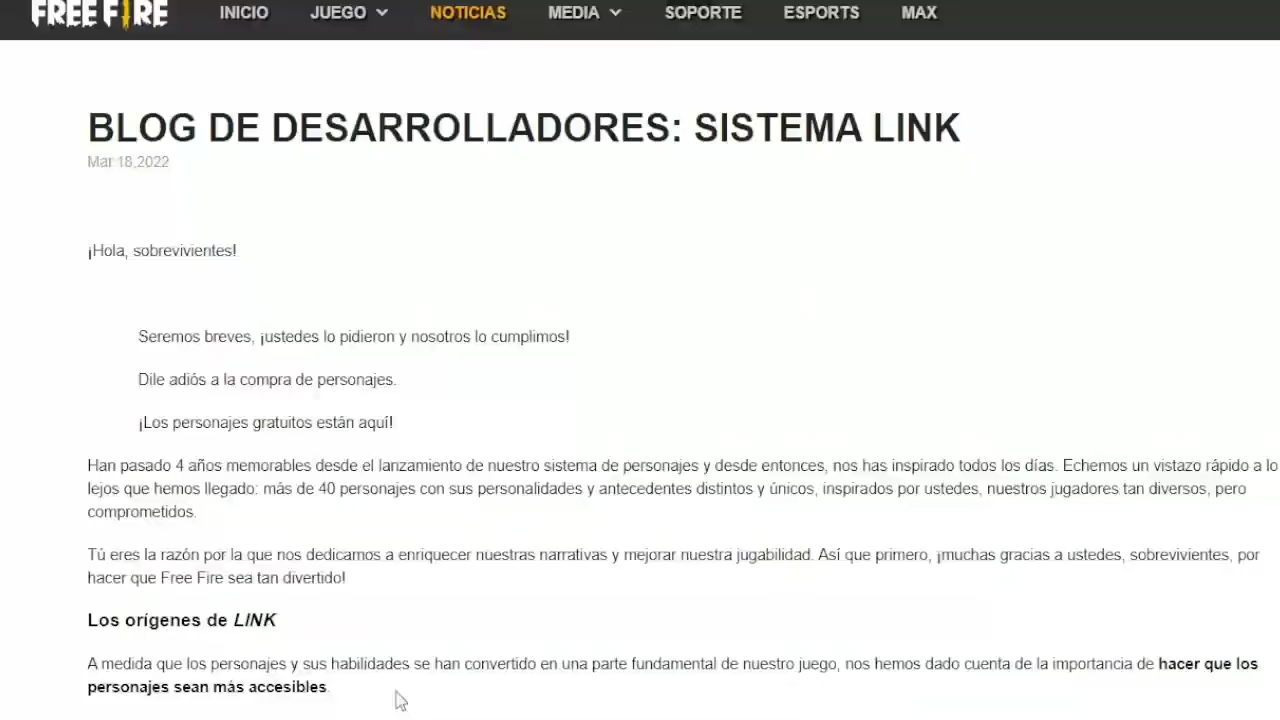 FREE FIRE INICIO JUEGO NOTICIAS MEDIA SOPORTE ESPORTS MAX
BLOG DE DESARROLLADORES: SISTEMA LINK
Mar 18,2022
¡Hola, sobrevivientes!
Seremos breves, ¡ustedes lo pidieron y nosotros lo cumplimos!
Dile adiós a la compra de personajes.
¡Los personajes gratuitos están aquí!
Han pasado 4 años memorables desde el lanzamiento de nuestro sistema de personajes y desde entonces, nos has inspirado todos los días. Echemos un vistazo rápido a lo
lejos que hemos llegado: más de 40 personajes con sus personalidades y antecedentes distintos y únicos, inspirados por ustedes, nuestros jugadores tan diversos, pero
comprometidos.
Tú eres la razón por la que nos dedicamos a enriquecer nuestras narrativas y mejorar nuestra jugabilidad. Así que primero, ¡muchas gracias a ustedes, sobrevivientes, por
hacer que Free Fire sea tan divertido!
Los orígenes de LINK
A medida que los personajes y sus habilidades se han convertido en una parte fundamental de nuestro juego, nos hemos dado cuenta de la importancia de hacer que los
personajes sean más accesibles.